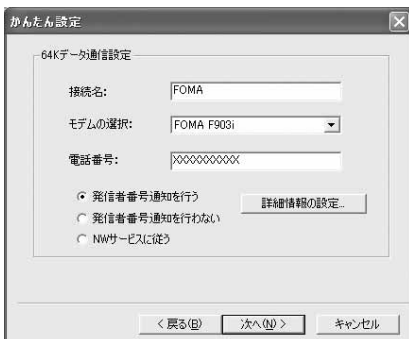 かんたん設定
64Kデータ通信設定
接続名: FOMA
モデムの選択: FOMA F903i
電話番号: XXXXXXXXXX
発信者番号通知を行う
詳細情報の設定...
発信者番号通知を行わない
NWサービスに従う
< 戻る(B) 次へ(N) > キャンセル